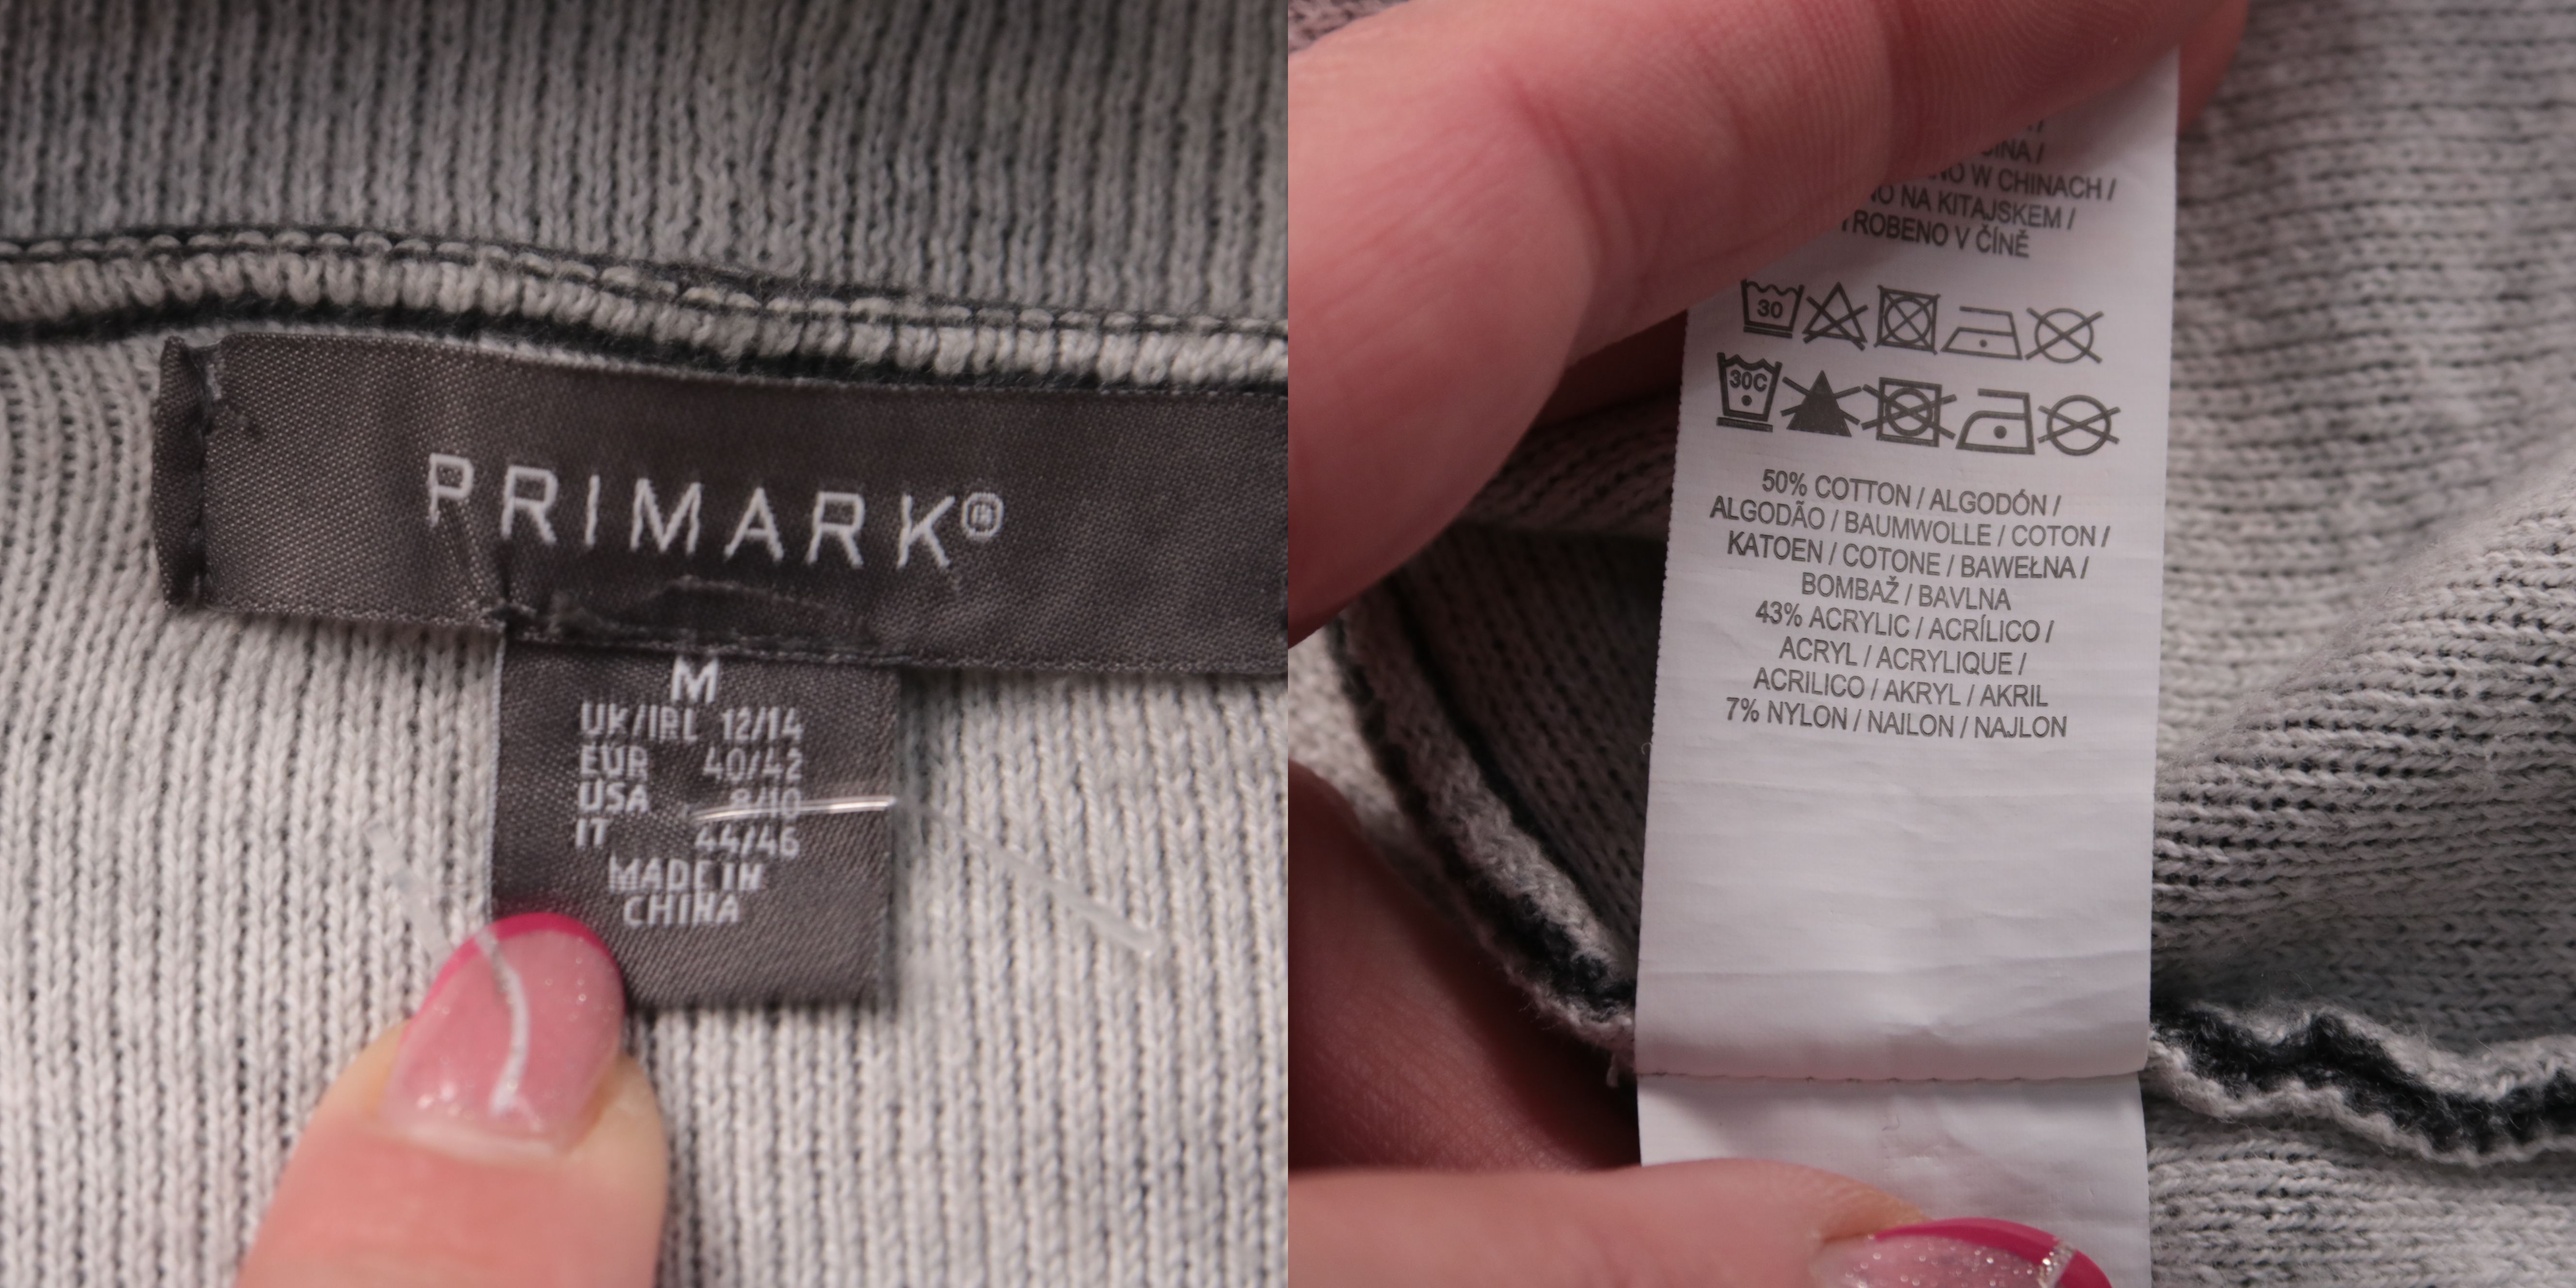 PRIMARK®
M
UK/IRL 12/14
EUR 40/42
USA 8/10
IT 44/46
MADE IN
CHINA
W CHINACH /
NA KITAJSKEM /
V ČÍNĚ
30
30C
50% COTTON / ALGODÓN /
ALGODÃO / BAUMWOLLE / COTON /
KATOEN / COTONE / BAWEŁNA /
BOMBAŽ / BAVLNA
43% ACRYLIC / ACRÍLICO /
ACRYL / ACRYLIQUE /
ACRILICO / AKRYL / AKRIL
7% NYLON / NAILON / NAJLON